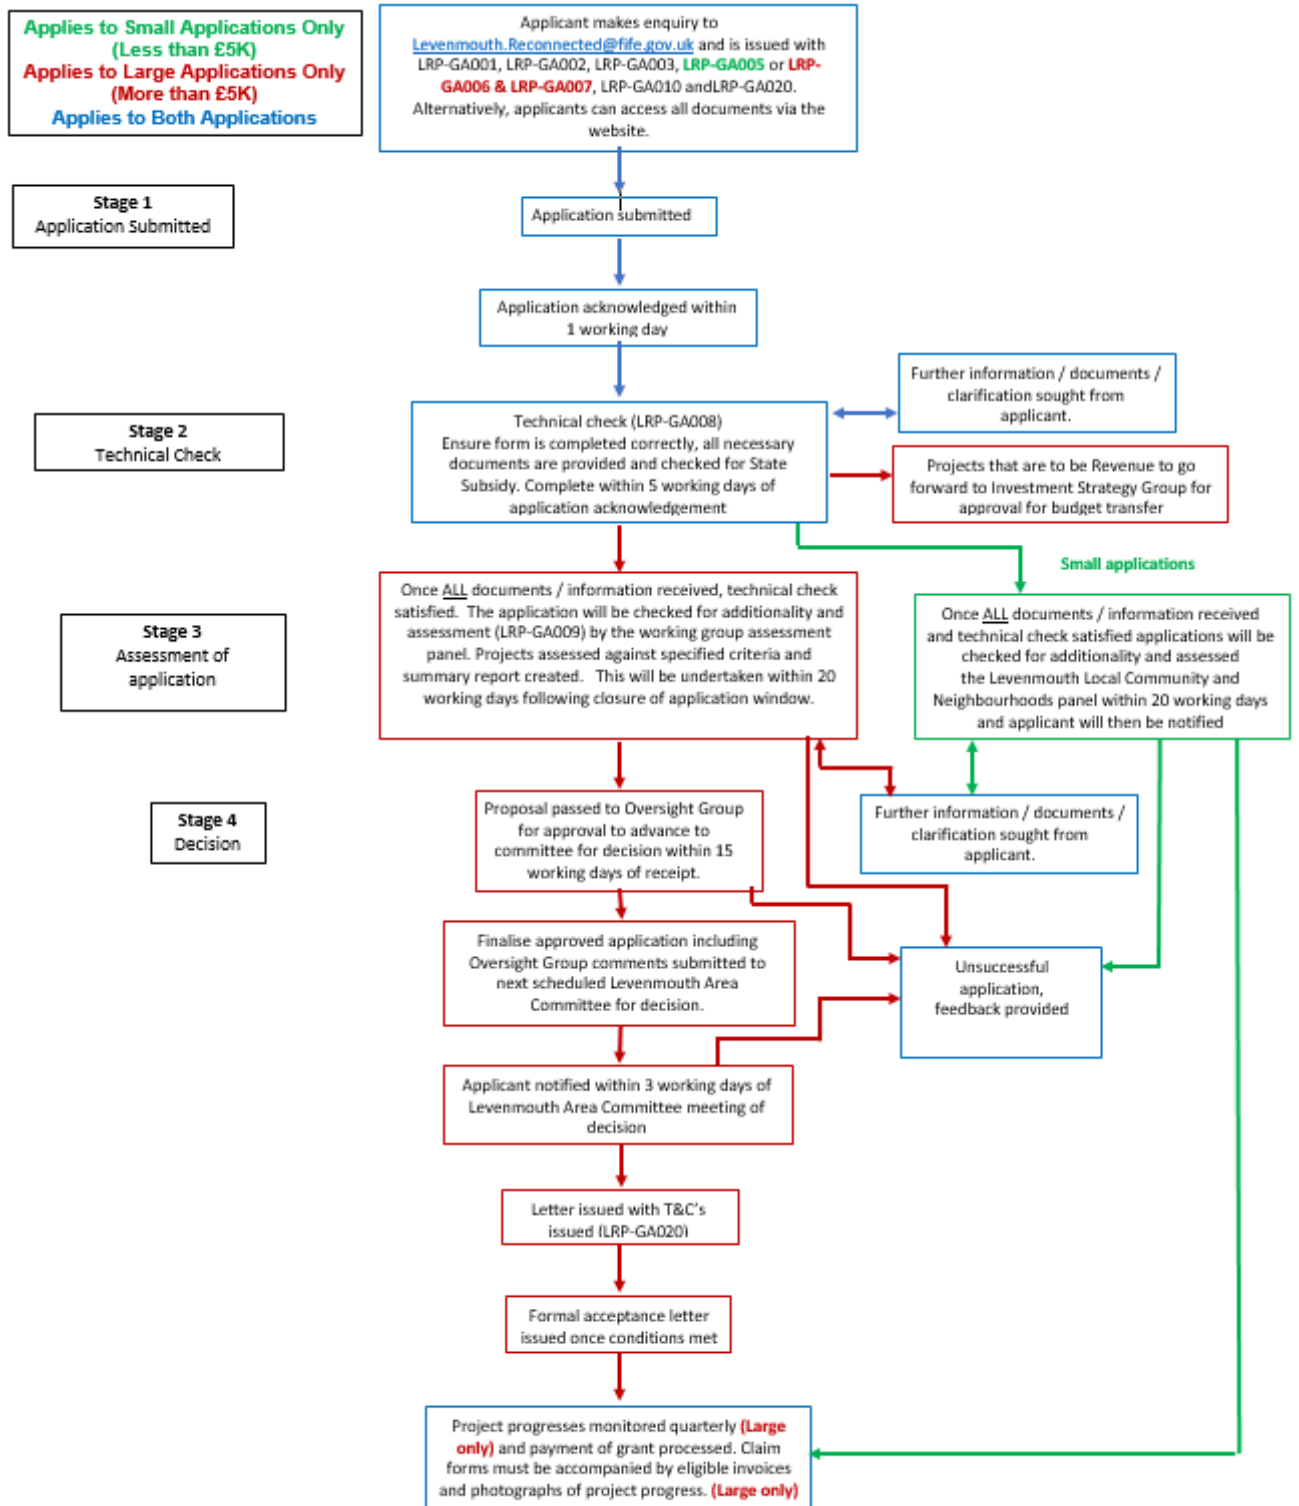 Applies to Small Applications Only
(Less than £5K)
Applies to Large Applications Only
(More than £5K)
Applies to Both Applications
Applicant makes enquiry to
Levenmouth.Reconnected@fife.gov.uk and is issued with
LRP-GA001, LRP-GA002, LRP-GA003, LRP-GA005 or LRP-
GA006 & LRP-GA007, LRP-GA010 andLRP-GA020.
Alternatively, applicants can access all documents via the
website.
Stage 1
Application Submitted
Application submitted
Application acknowledged within
1 working day
Further information / documents /
clarification sought from
applicant.
Stage 2
Technical Check
Technical check (LRP-GA008)
Ensure form is completed correctly, all necessary
documents are provided and checked for State
Subsidy. Complete within 5 working days of
application acknowledgement
Projects that are to be Revenue to go
forward to Investment Strategy Group for
approval for budget transfer
Small applications
Stage 3
Assessment of
application
Once ALL documents / information received, technical check
satisfied. The application will be checked for additionality and
assessment (LRP-GA009) by the working group assessment
panel. Projects assessed against specified criteria and
summary report created. This will be undertaken within 20
working days following closure of application window.
Once ALL documents / information received
and technical check satisfied applications will be
checked for additionality and assessed
the Levenmouth Local Community and
Neighbourhoods panel within 20 working days
and applicant will then be notified
Stage 4
Decision
Proposal passed to Oversight Group
for approval to advance to
committee for decision within 15
working days of receipt.
Further information / documents /
clarification sought from
applicant.
Finalise approved application including
Oversight Group comments submitted to
next scheduled Levenmouth Area
Committee for decision.
Unsuccessful
application,
feedback provided
Applicant notified within 3 working days of
Levenmouth Area Committee meeting of
decision
Letter issued with T&C's
issued (LRP-GA020)
Formal acceptance letter
issued once conditions met
Project progresses monitored quarterly (Large
only) and payment of grant processed. Claim
forms must be accompanied by eligible invoices
and photographs of project progress. (Large only)